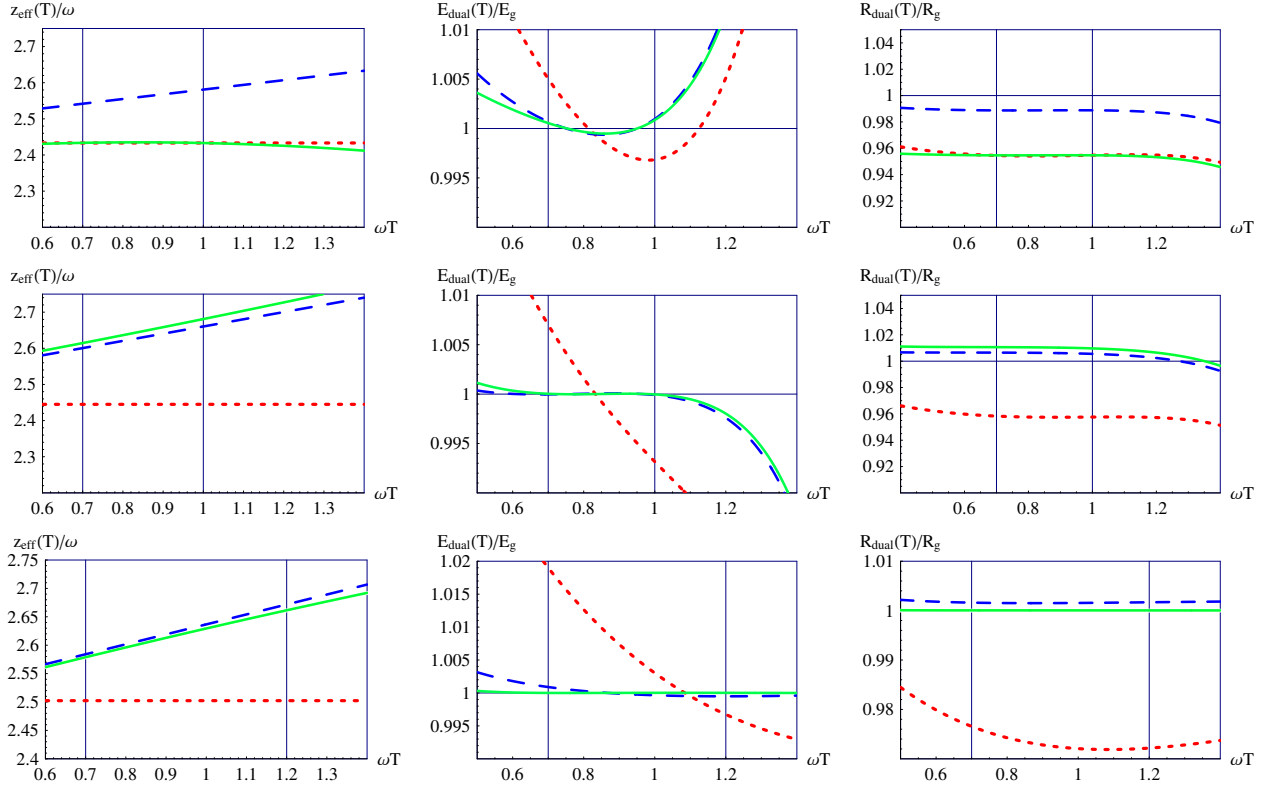 z_eff(T)/ω
2.7
2.6
2.5
2.4
2.3
0.6 0.7 0.8 0.9 1 1.1 1.2 1.3
ωT
E_dual(T)/E_g
1.01
1.005
1
0.995
0.6 0.8 1 1.2
ωT
R_dual(T)/R_g
1.04
1.02
1
0.98
0.96
0.94
0.92
0.6 0.8 1 1.2
ωT
z_eff(T)/ω
2.7
2.6
2.5
2.4
2.3
0.6 0.7 0.8 0.9 1 1.1 1.2 1.3
ωT
E_dual(T)/E_g
1.01
1.005
1
0.995
0.6 0.8 1 1.2
ωT
R_dual(T)/R_g
1.04
1.02
1
0.98
0.96
0.94
0.92
0.6 0.8 1 1.2
ωT
z_eff(T)/ω
2.75
2.7
2.65
2.6
2.55
2.5
2.45
2.4
0.6 0.7 0.8 0.9 1 1.1 1.2 1.3
ωT
E_dual(T)/E_g
1.02
1.015
1.01
1.005
1
0.995
0.6 0.8 1 1.2
ωT
R_dual(T)/R_g
1.01
1
0.99
0.98
0.6 0.8 1 1.2
ωT